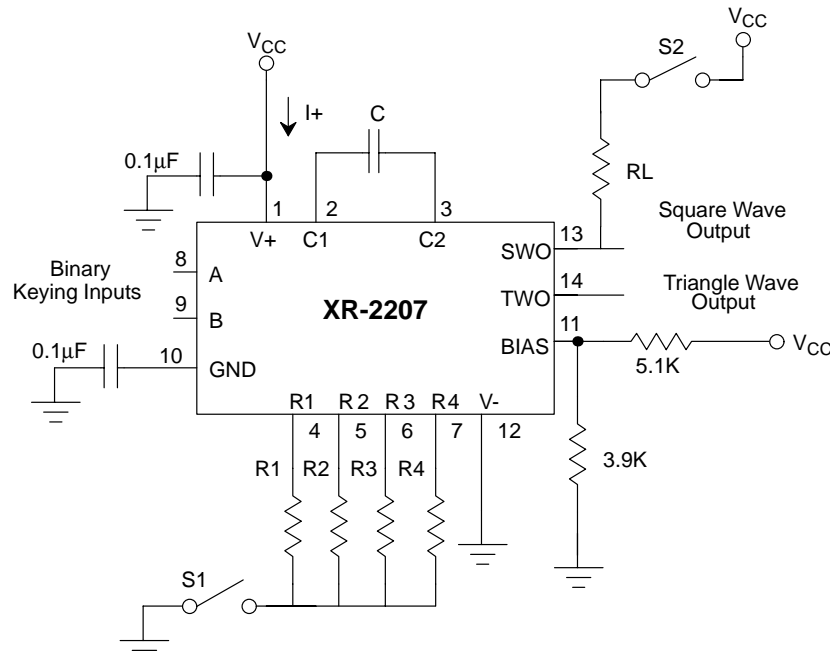 VCC
S2
VCC
I+
C
0.1µF
RL
1
2
3
V+
C1
C2
13
Square Wave
Output
SWO
8
A
Binary
Keying Inputs
14
Triangle Wave
Output
TWO
XR-2207
9
B
11
BIAS
VCC
5.1K
0.1µF
10
GND
R1
R2
R3
R4
V-
4
5
6
7
12
3.9K
R1
R2
R3
R4
S1